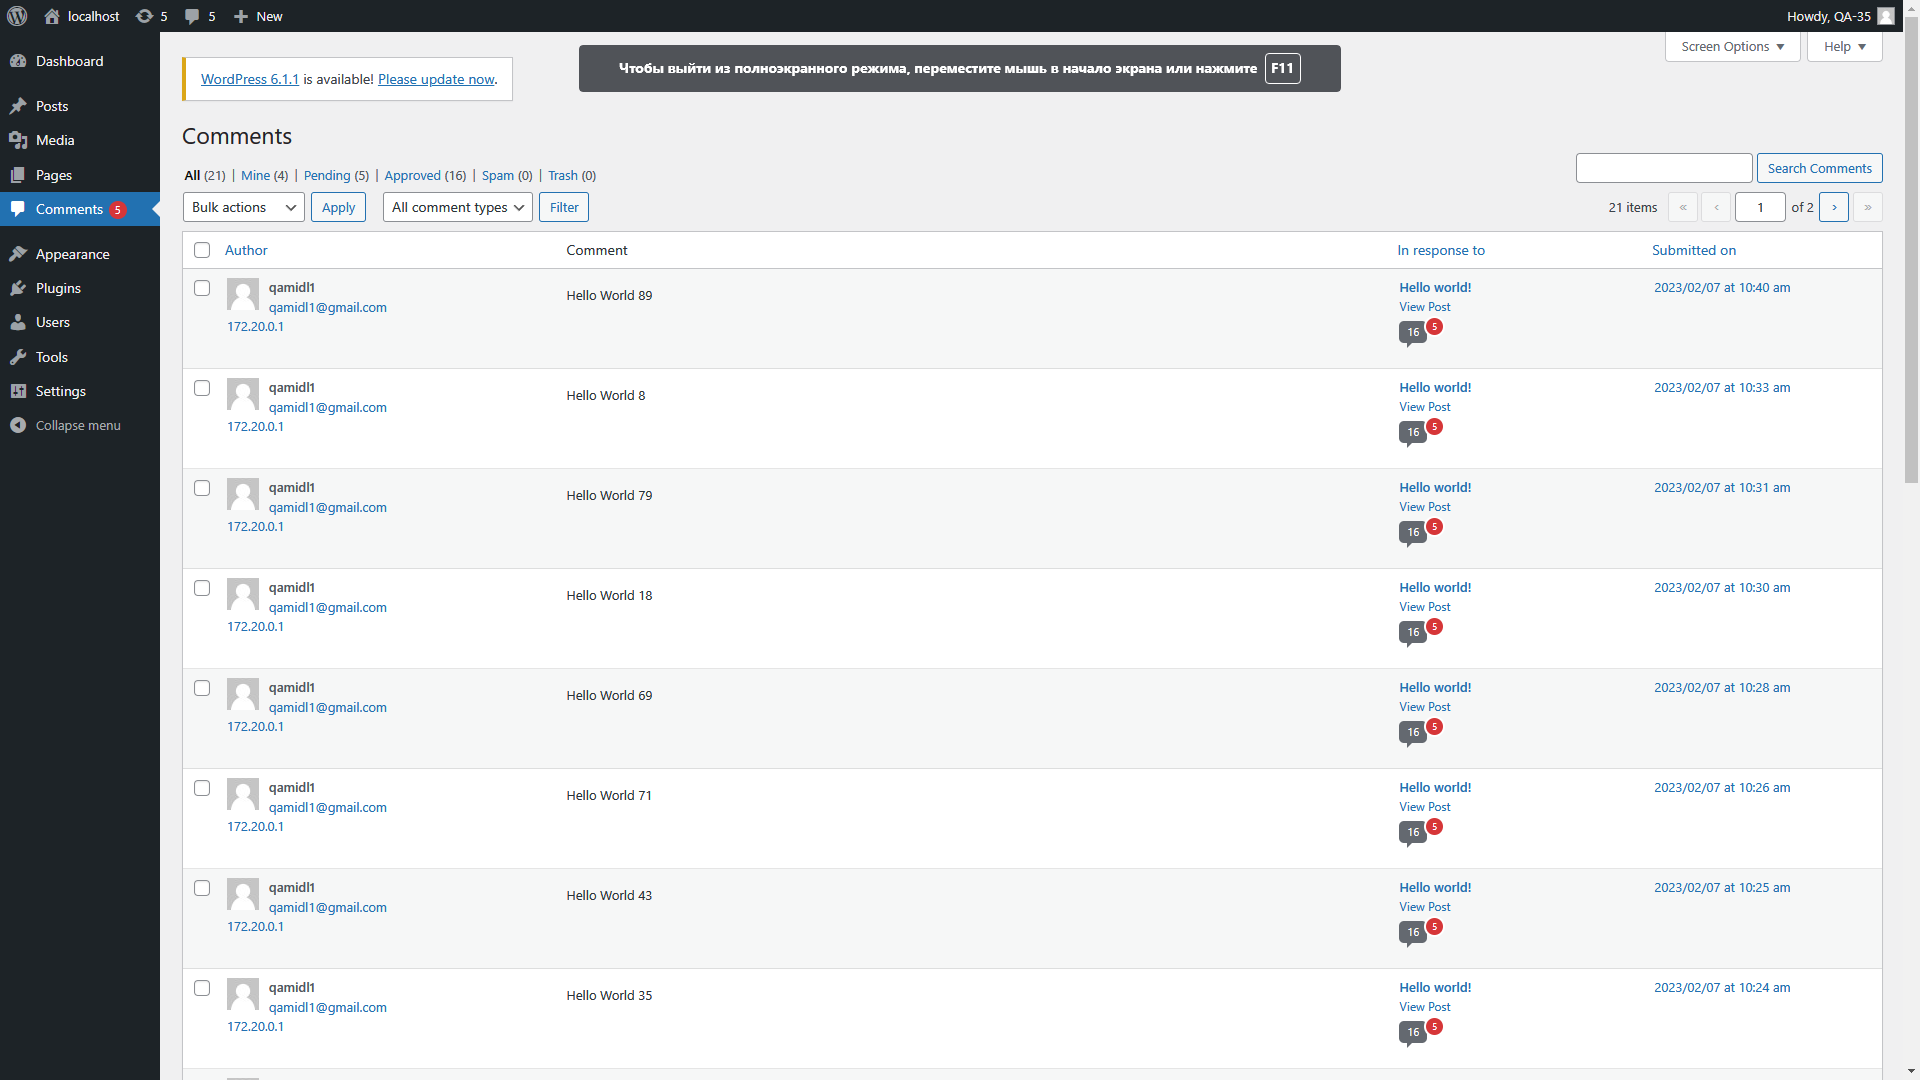 localhost 5 5 New Howdy, QA-35
Dashboard
Posts
Media
Pages
Comments 5
Appearance
Plugins
Users
Tools
Settings
Collapse menu
Screen Options Help
WordPress 6.1.1 is available! Please update now.
Чтобы выйти из полноэкранного режима, переместите мышь в начало экрана или нажмите F11
Comments
All (21) | Mine (4) | Pending (5) | Approved (16) | Spam (0) | Trash (0)
Search Comments
Bulk actions Apply All comment types Filter
21 items « ‹ 1 of 2 › »
Author Comment In response to Submitted on
qamidl1 Hello World 89 Hello world! 2023/02/07 at 10:40 am
qamidl1@gmail.com View Post
172.20.0.1 16 5
qamidl1 Hello World 8 Hello world! 2023/02/07 at 10:33 am
qamidl1@gmail.com View Post
172.20.0.1 16 5
qamidl1 Hello World 79 Hello world! 2023/02/07 at 10:31 am
qamidl1@gmail.com View Post
172.20.0.1 16 5
qamidl1 Hello World 18 Hello world! 2023/02/07 at 10:30 am
qamidl1@gmail.com View Post
172.20.0.1 16 5
qamidl1 Hello World 69 Hello world! 2023/02/07 at 10:28 am
qamidl1@gmail.com View Post
172.20.0.1 16 5
qamidl1 Hello World 71 Hello world! 2023/02/07 at 10:26 am
qamidl1@gmail.com View Post
172.20.0.1 16 5
qamidl1 Hello World 43 Hello world! 2023/02/07 at 10:25 am
qamidl1@gmail.com View Post
172.20.0.1 16 5
qamidl1 Hello World 35 Hello world! 2023/02/07 at 10:24 am
qamidl1@gmail.com View Post
172.20.0.1 16 5